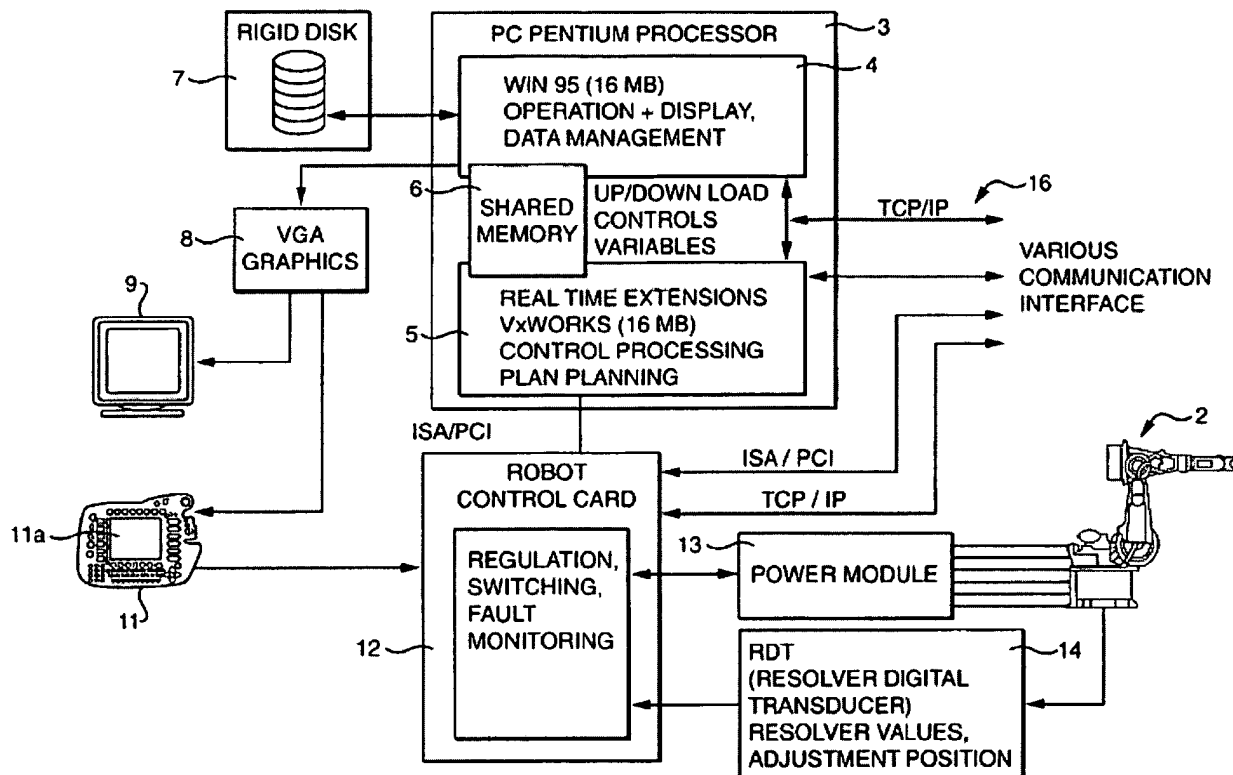 RIGID DISK
7
PC PENTIUM PROCESSOR
3
4
WIN 95 (16 MB)
OPERATION + DISPLAY,
DATA MANAGEMENT
6
SHARED
MEMORY
UP/DOWN LOAD
CONTROLS
VARIABLES
16
TCP/IP
VARIOUS
COMMUNICATION
INTERFACE
8
VGA
GRAPHICS
9
5
REAL TIME EXTENSIONS
VxWORKS (16 MB)
CONTROL PROCESSING
PLAN PLANNING
ISA/PCI
ISA / PCI
TCP / IP
2
11a
11
ROBOT
CONTROL CARD
12
REGULATION,
SWITCHING,
FAULT
MONITORING
13
POWER MODULE
14
RDT
(RESOLVER DIGITAL
TRANSDUCER)
RESOLVER VALUES,
ADJUSTMENT POSITION